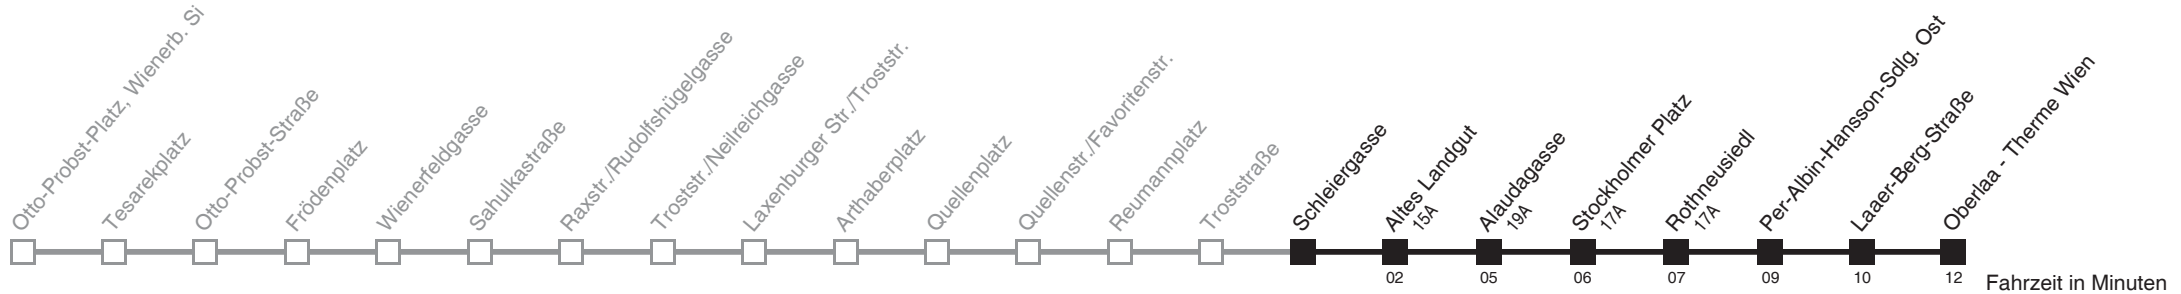 Otto-Probst-Platz, Wienerb. Si
Tesarekplatz
Otto-Probst-Straße
Frödenplatz
Wienerfeldgasse
Sahulkastraße
Raxstr./Rudolfshügelgasse
Troststr./Neilreichgasse
Laxenburger Str./Troststr.
Arthaberplatz
Quellenplatz
Quellenstr./Favoritenstr.
Reumannplatz
Troststraße
Schleiergasse
Altes Landgut
15A
Alaudagasse
19A
Stockholmer Platz
17A
Rothneusiedl
17A
Per-Albin-Hansson-Sdlg. Ost
Laaer-Berg-Straße
Oberlaa - Therme Wien
02 05 06 07 09 10 12 Fahrzeit in Minuten